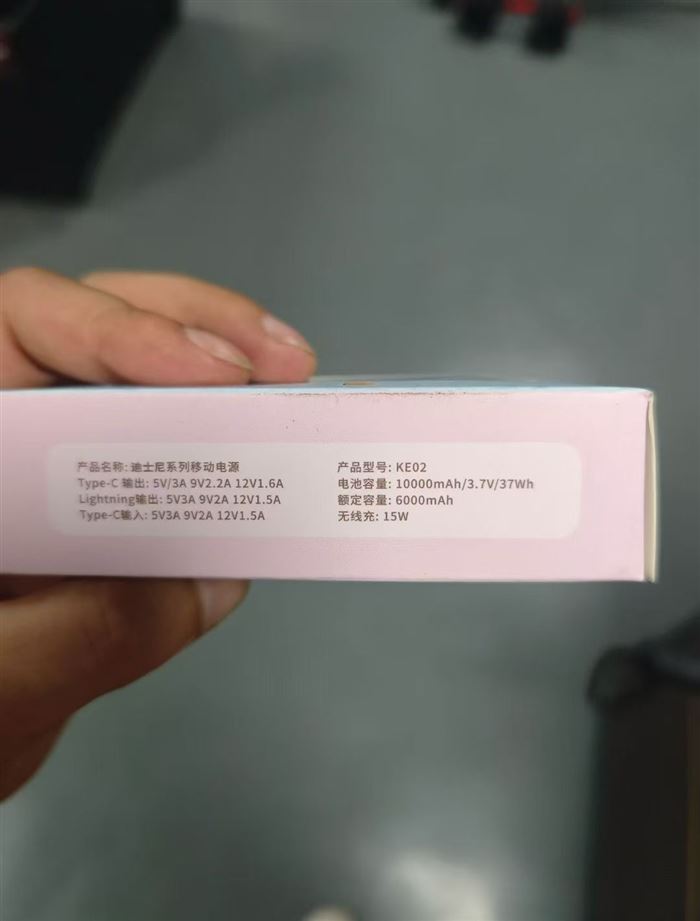 产品名称: 迪士尼系列移动电源
Type-C 输出: 5V/3A 9V2.2A 12V1.6A
Lightning输出: 5V3A 9V2A 12V1.5A
Type-C输入: 5V3A 9V2A 12V1.5A
产品型号: KE02
电池容量: 10000mAh/3.7V/37Wh
额定容量: 6000mAh
无线充: 15W